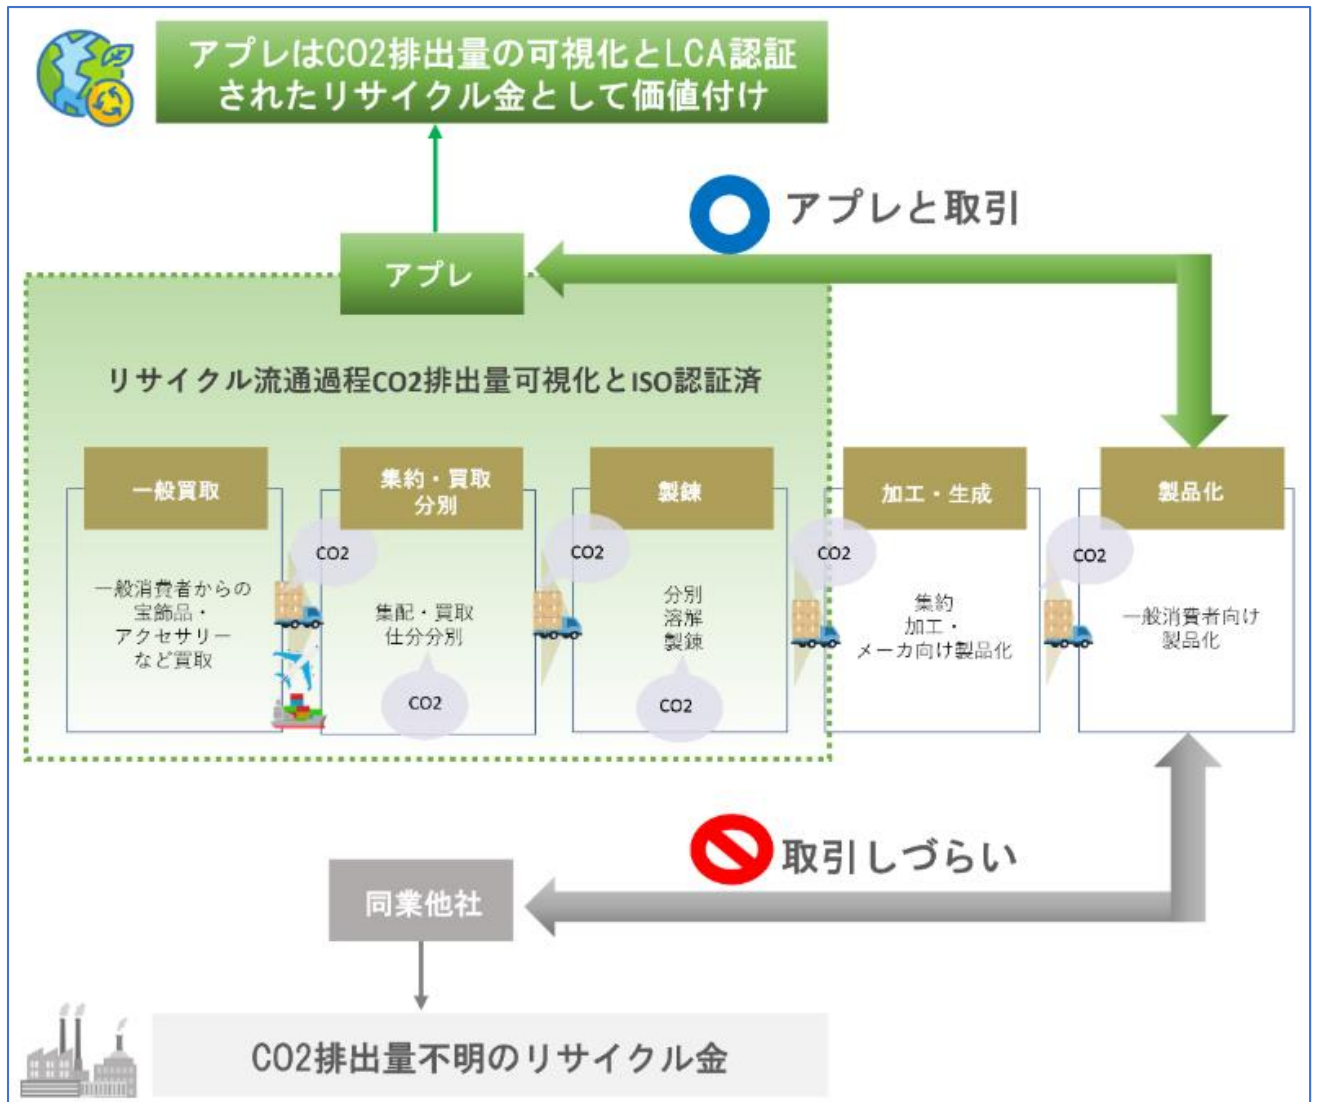 アプレはCO2排出量の可視化とLCA認証
されたリサイクル金として価値付け
アプレと取引
アプレ
リサイクル流通過程CO2排出量可視化とISO認証済
一般買取
集約・買取
分別
製錬
加工・生成
製品化
CO2
CO2
CO2
CO2
一般消費者からの
宝飾品・
アクセサリー
など買取
集配・買取
仕分分別
分別
溶解
製錬
集約
加工・
メーカ向け製品化
一般消費者向け
製品化
CO2
CO2
取引しづらい
同業他社
CO2排出量不明のリサイクル金